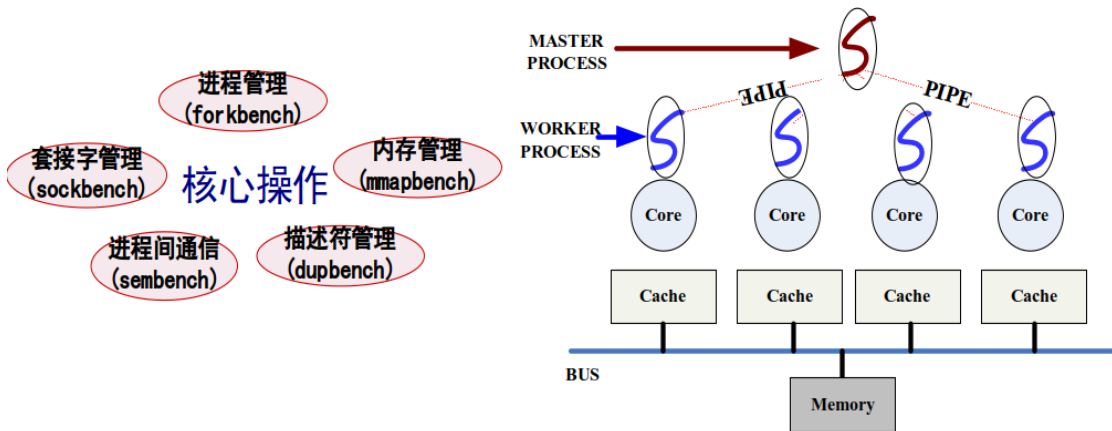 进程管理
(forkbench)
套接字管理
(sockbench)
核心操作
内存管理
(mmapbench)
进程间通信
(sembench)
描述符管理
(dupbench)
MASTER
PROCESS
PIPE
PIPE
WORKER
PROCESS
Core
Core
Core
Core
Cache
Cache
Cache
Cache
BUS
Memory